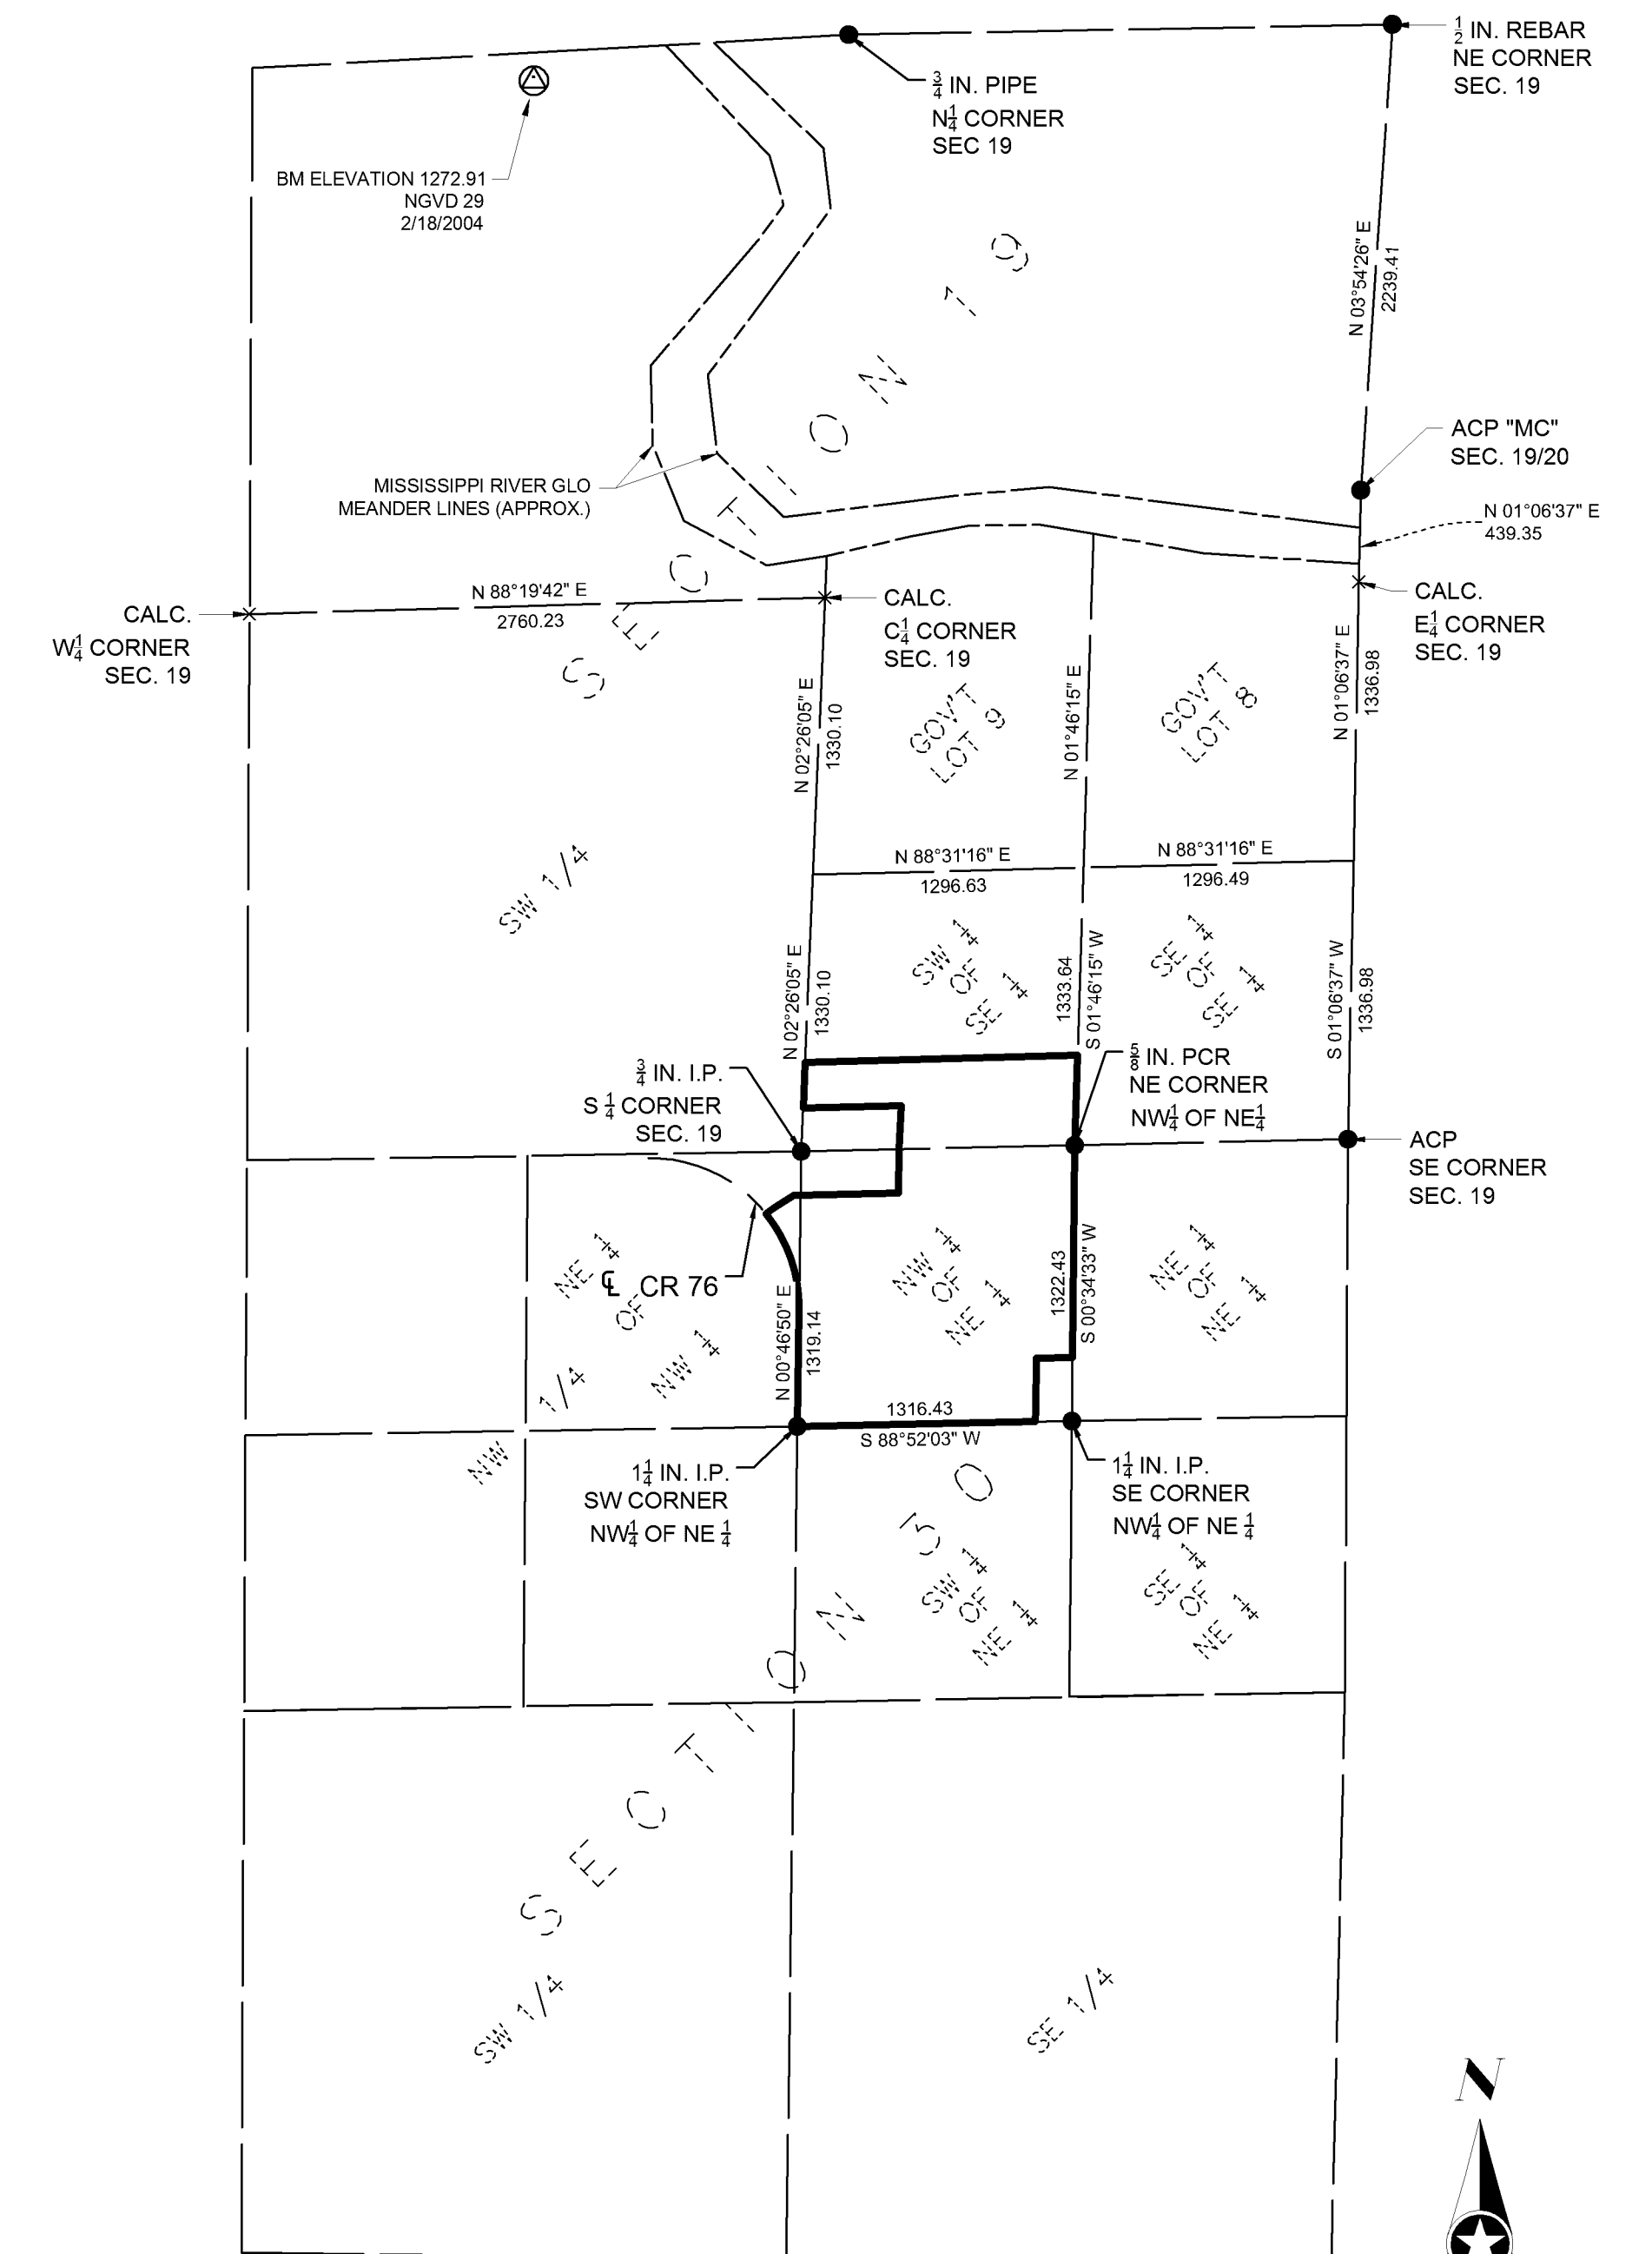 ½ IN. REBAR
NE CORNER
SEC. 19
¾ IN. PIPE
N¼ CORNER
SEC 19
BM ELEVATION 1272.91
NGVD 29
2/18/2004
N 03°54'26" E
2239.41
SECTION 19
ACP "MC"
SEC. 19/20
MISSISSIPPI RIVER GLO
MEANDER LINES (APPROX.)
N 01°06'37" E
439.35
N 88°19'42" E
2760.23
CALC.
W¼ CORNER
SEC. 19
CALC.
C¼ CORNER
SEC. 19
CALC.
E¼ CORNER
SEC. 19
N 02°26'05" E
1330.10
GOV'T
LOT 9
N 01°46'15" E
GOV'T
LOT 8
N 01°06'37" E
1336.98
N 88°31'16" E
1296.63
N 88°31'16" E
1296.49
SW 1/4
N 02°26'05" E
1330.10
SW ¼
OF
SE ¼
1333.64
S 01°46'15" W
SE ¼
OF
SE ¼
S 01°06'37" W
1336.98
¾ IN. I.P.
S ¼ CORNER
SEC. 19
⅝ IN. PCR
NE CORNER
NW¼ OF NE¼
ACP
SE CORNER
SEC. 19
NE ¼
OF
NW ¼
℄ CR 76
N 00°46'50" E
1319.14
NW ¼
OF
NE ¼
1322.43
S 00°34'33" W
NE ¼
OF
NE ¼
NW 1/4
1316.43
S 88°52'03" W
1¼ IN. I.P.
SW CORNER
NW¼ OF NE ¼
1¼ IN. I.P.
SE CORNER
NW¼ OF NE ¼
SECTION 30
SW ¼
OF
NE ¼
SE ¼
OF
NE ¼
SW 1/4
SE 1/4
N